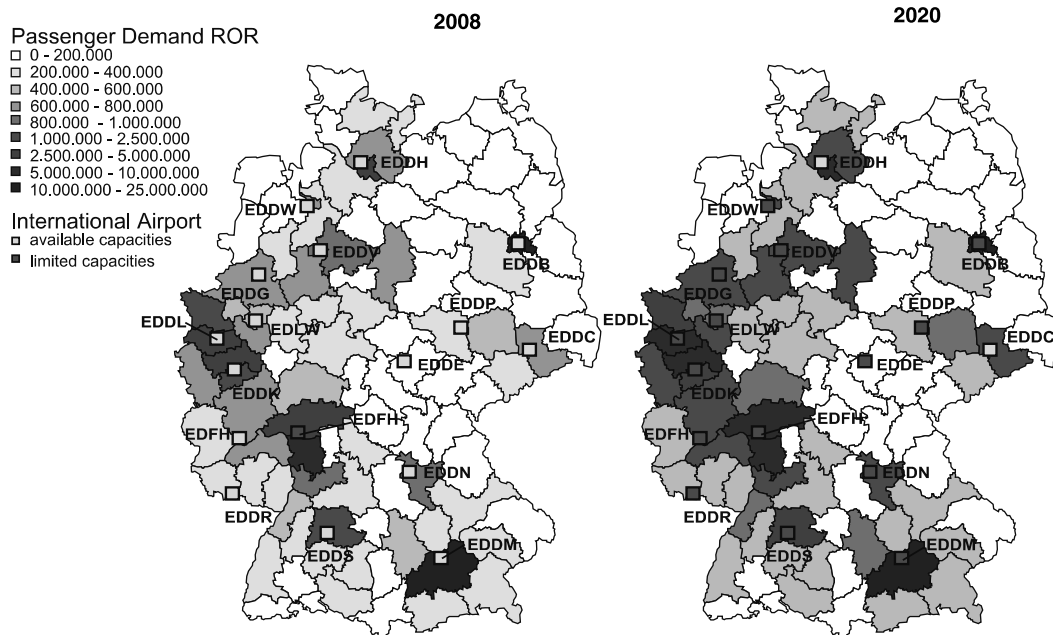 2008
2020
Passenger Demand ROR
0 - 200.000
200.000 - 400.000
400.000 - 600.000
600.000 - 800.000
800.000 - 1.000.000
1.000.000 - 2.500.000
2.500.000 - 5.000.000
5.000.000 - 10.000.000
10.000.000 - 25.000.000
International Airport
available capacities
limited capacities
EDDH
EDDW
EDDV
EDDB
EDDG
EDDP
EDDL
EDLW
EDDC
EDDE
EDDK
EDFH
EDFH
EDDN
EDDR
EDDS
EDDM
EDDH
EDDW
EDDV
EDDB
EDDG
EDDP
EDDL
EDLW
EDDC
EDDE
EDDK
EDFH
EDFH
EDDN
EDDR
EDDS
EDDM